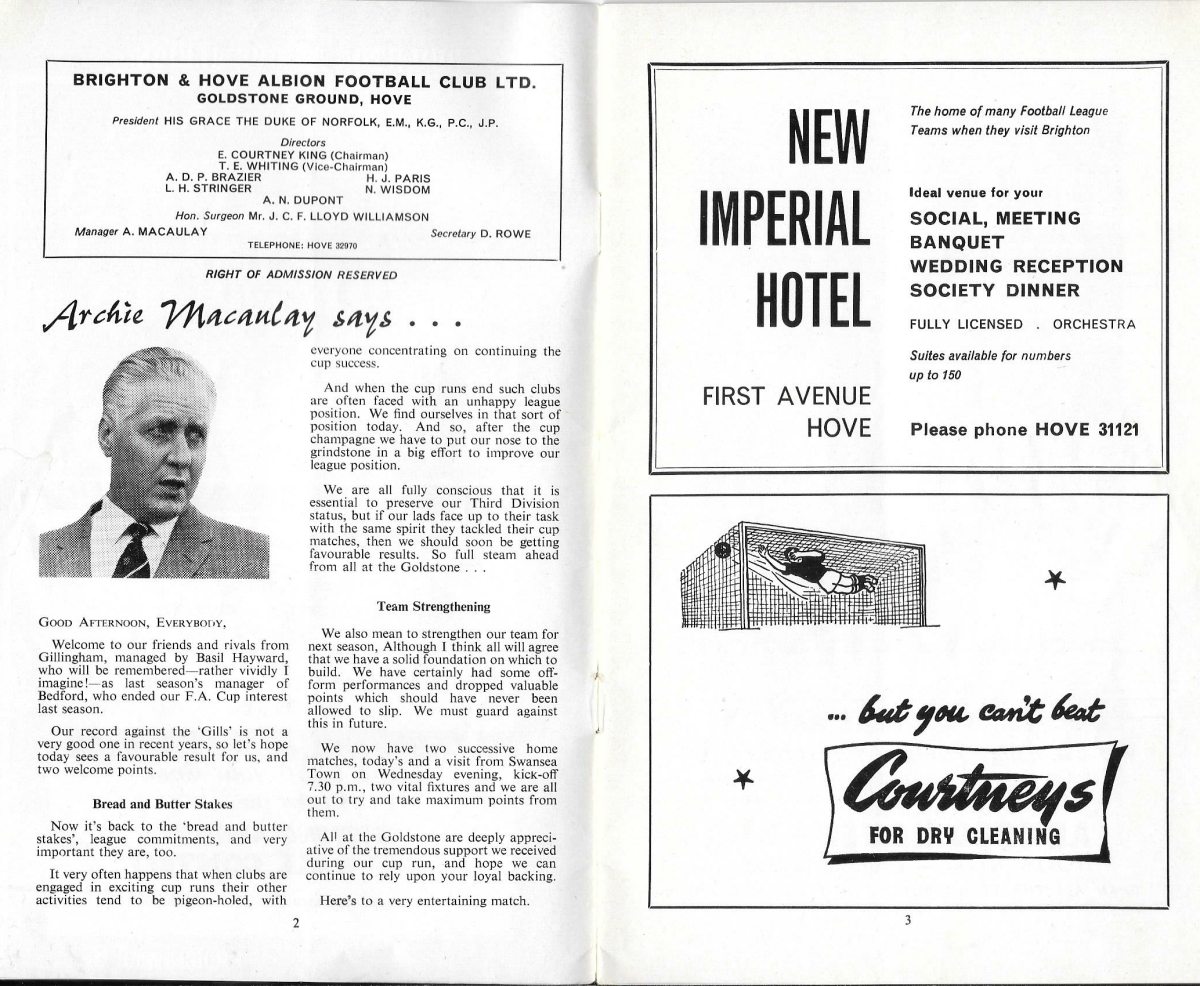 BRIGHTON & HOVE ALBION FOOTBALL CLUB LTD.
GOLDSTONE GROUND, HOVE
President HIS GRACE THE DUKE OF NORFOLK, E.M., K.G., P.C., J.P.
Directors
E. COURTNEY KING (Chairman)
T. E. WHITING (Vice-Chairman)
A. D. P. BRAZIER H. J. PARIS
L. H. STRINGER N. WISDOM
A. N. DUPONT
Hon. Surgeon Mr. J. C. F. LLOYD WILLIAMSON
Manager A. MACAULAY Secretary D. ROWE
TELEPHONE: HOVE 32970
RIGHT OF ADMISSION RESERVED
Archie Macaulay says . . .
GOOD AFTERNOON, EVERYBODY,
Welcome to our friends and rivals from
Gillingham, managed by Basil Hayward,
who will be remembered—rather vividly I
imagine!—as last season's manager of
Bedford, who ended our F.A. Cup interest
last season.
Our record against the 'Gills' is not a
very good one in recent years, so let's hope
today sees a favourable result for us, and
two welcome points.
Bread and Butter Stakes
Now it's back to the 'bread and butter
stakes', league commitments, and very
important they are, too.
It very often happens that when clubs are
engaged in exciting cup runs their other
activities tend to be pigeon-holed, with
everyone concentrating on continuing the
cup success.
And when the cup runs end such clubs
are often faced with an unhappy league
position. We find ourselves in that sort of
position today. And so, after the cup
champagne we have to put our nose to the
grindstone in a big effort to improve our
league position.
We are all fully conscious that it is
essential to preserve our Third Division
status, but if our lads face up to their task
with the same spirit they tackled their cup
matches, then we should soon be getting
favourable results. So full steam ahead
from all at the Goldstone . . .
Team Strengthening
We also mean to strengthen our team for
next season, Although I think all will agree
that we have a solid foundation on which to
build. We have certainly had some off-
form performances and dropped valuable
points which should have never been
allowed to slip. We must guard against
this in future.
We now have two successive home
matches, today's and a visit from Swansea
Town on Wednesday evening, kick-off
7.30 p.m., two vital fixtures and we are all
out to try and take maximum points from
them.
All at the Goldstone are deeply appreci-
ative of the tremendous support we received
during our cup run, and hope we can
continue to rely upon your loyal backing.
Here's to a very entertaining match.
2
NEW
IMPERIAL
HOTEL
FIRST AVENUE
HOVE
The home of many Football League
Teams when they visit Brighton
Ideal venue for your
SOCIAL, MEETING
BANQUET
WEDDING RECEPTION
SOCIETY DINNER
FULLY LICENSED . ORCHESTRA
Suites available for numbers
up to 150
Please phone HOVE 31121
... but you can't beat
Courtneys
FOR DRY CLEANING
3